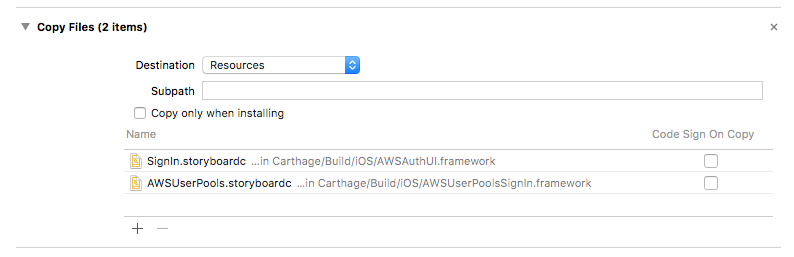 Copy Files (2 items)
Destination Resources
Subpath
Copy only when installing
Name Code Sign On Copy
SignIn.storyboardc ...in Carthage/Build/iOS/AWSAuthUI.framework
AWSUserPools.storyboardc ...in Carthage/Build/iOS/AWSUserPoolsSignIn.framework